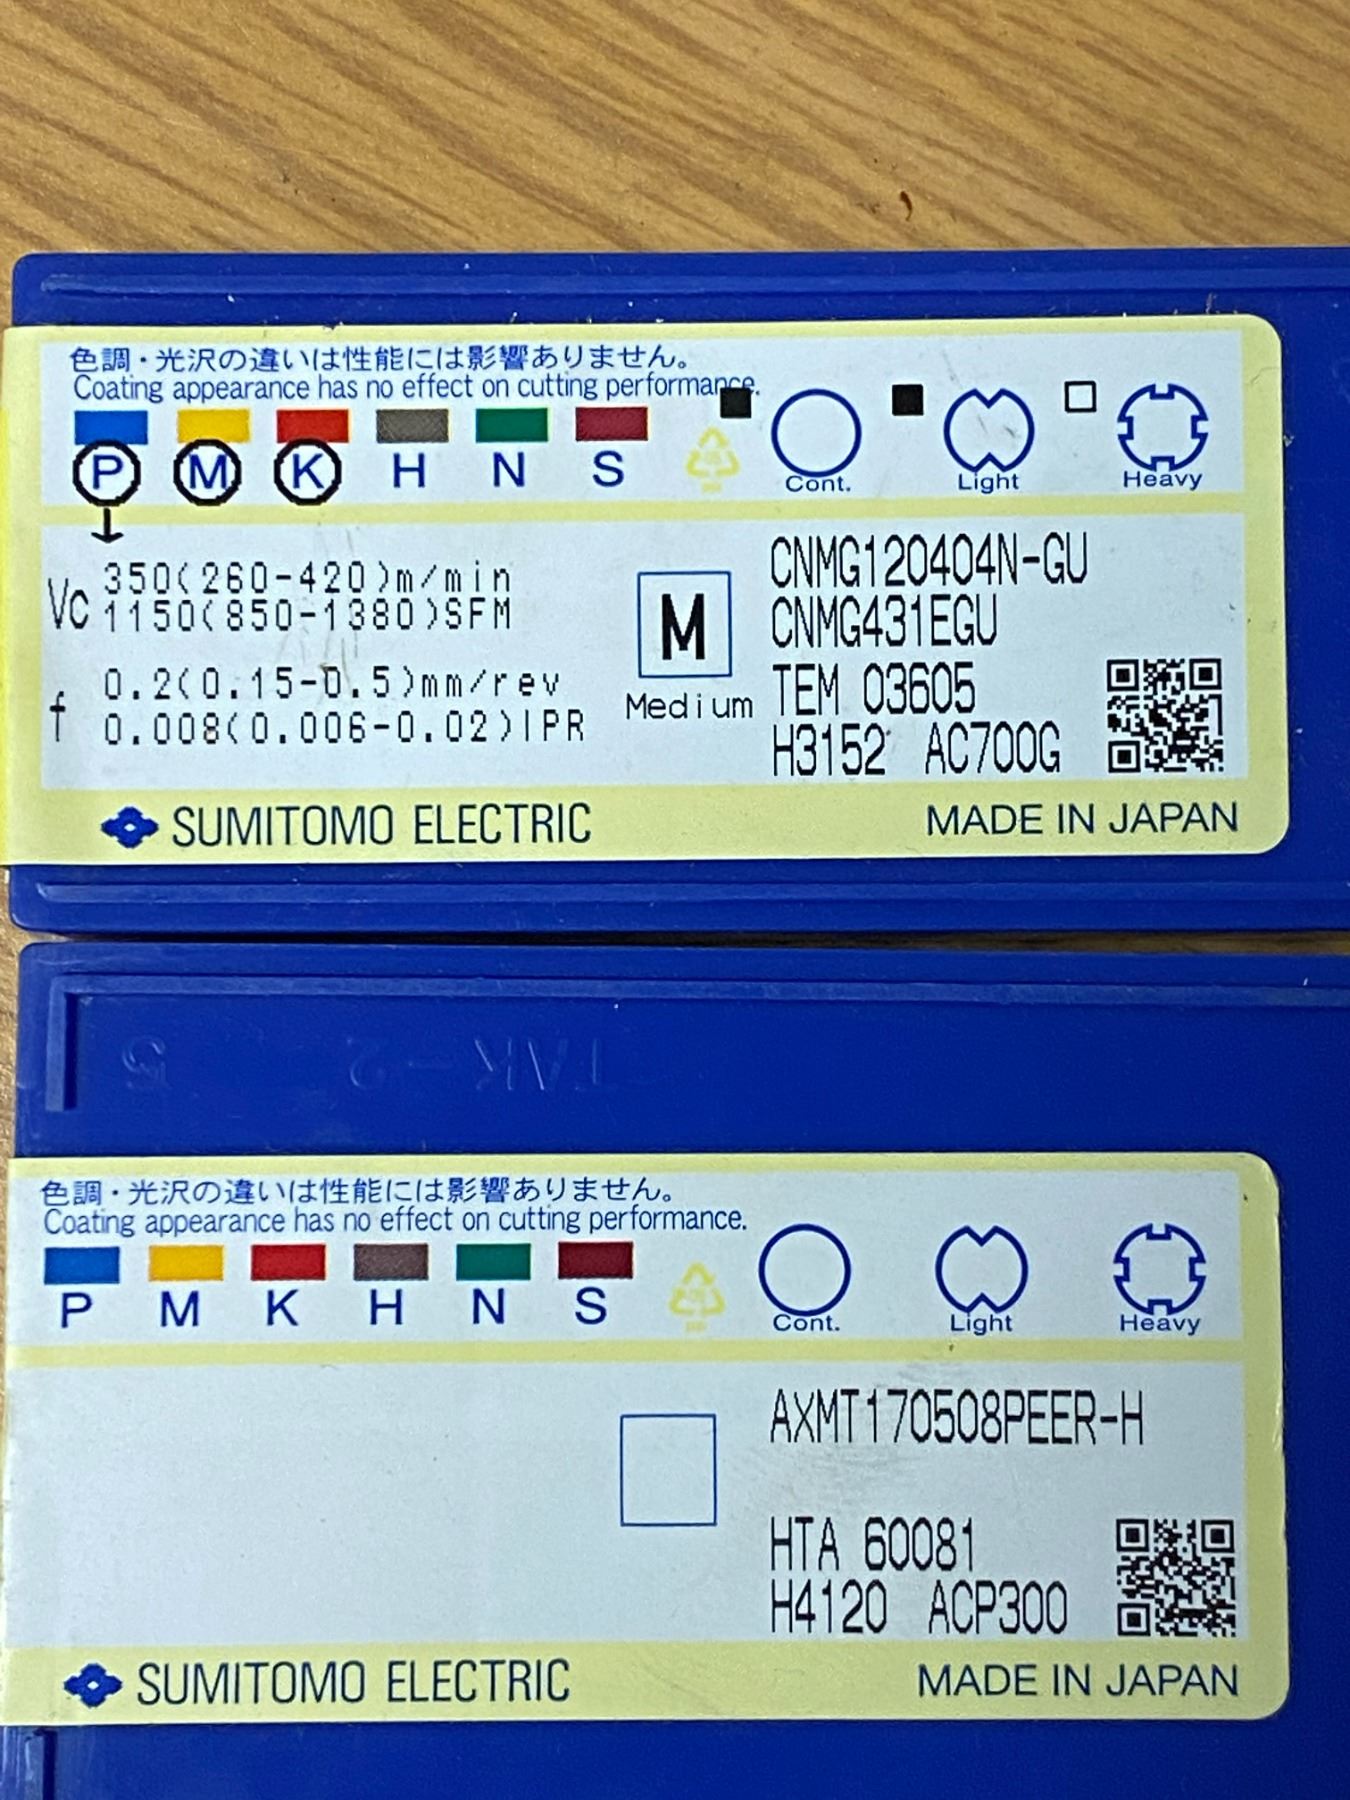 色調・光沢の違いは性能には影響ありません。
Coating appearance has no effect on cutting performance.
P M K H N S
Cont. Light Heavy
Vc 350(260-420)m/min
1150(850-1380)SFM
f 0.2(0.15-0.5)mm/rev
0.008(0.006-0.02)IPR
M
Medium
CNMG120404N-GU
CNMG431EGU
TEM 03605
H3152 AC700G
SUMITOMO ELECTRIC MADE IN JAPAN
色調・光沢の違いは性能には影響ありません。
Coating appearance has no effect on cutting performance.
P M K H N S
Cont. Light Heavy
AXMT170508PEER-H
HTA 60081
H4120 ACP300
SUMITOMO ELECTRIC MADE IN JAPAN